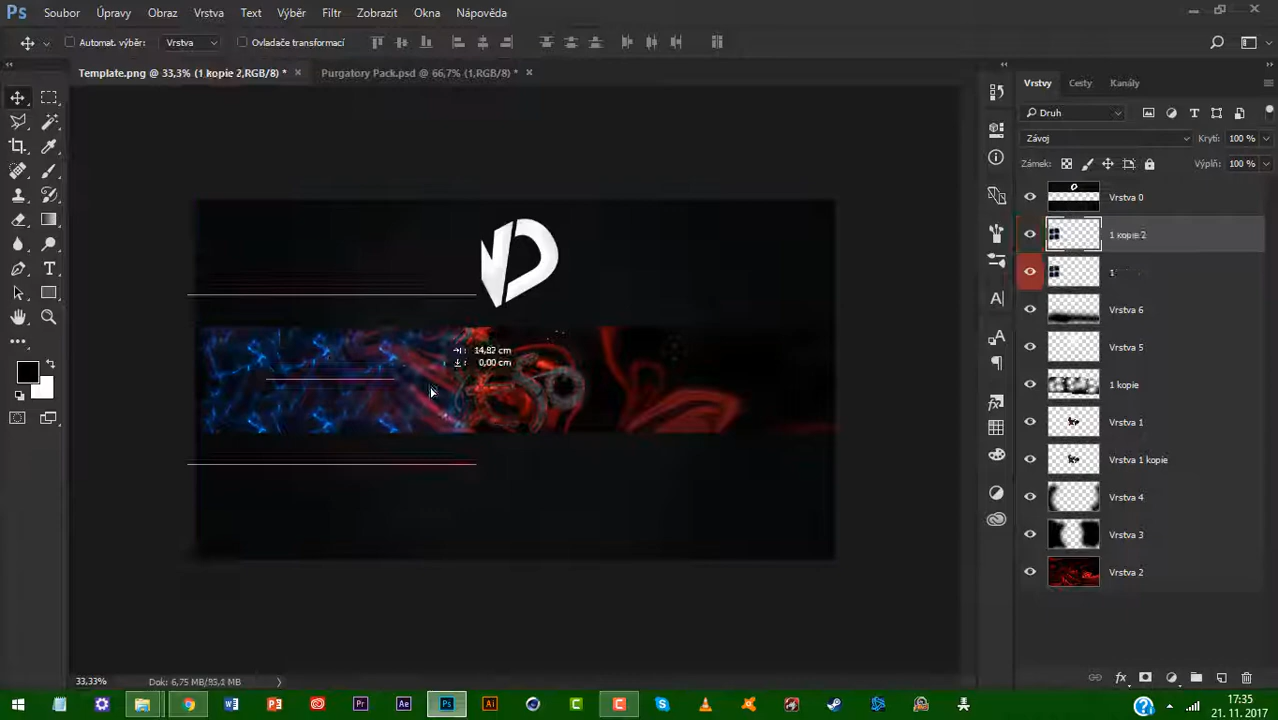 Ps Soubor Úpravy Obraz Vrstva Text Výběr Filtr Zobrazit Okna Nápověda
Automat. výběr: Vrstva Ovladače transformací
Template.png @ 33,3% (1 kopie 2,RGB/8) * Purgatory Pack.psd @ 66,7% (1,RGB/8) *
Vrstvy Cesty Kanály
Druh
Závoj Krytí: 100 %
Zámek: Výplň: 100 %
Vrstva 0
1 kopie 2
1
Vrstva 6
Vrstva 5
1 kopie
Vrstva 1
Vrstva 1 kopie
Vrstva 4
Vrstva 3
Vrstva 2
14,82 cm
0,00 cm
33,33% Dok: 6,75 MB/83,1 MB
17:35
21. 11. 2017